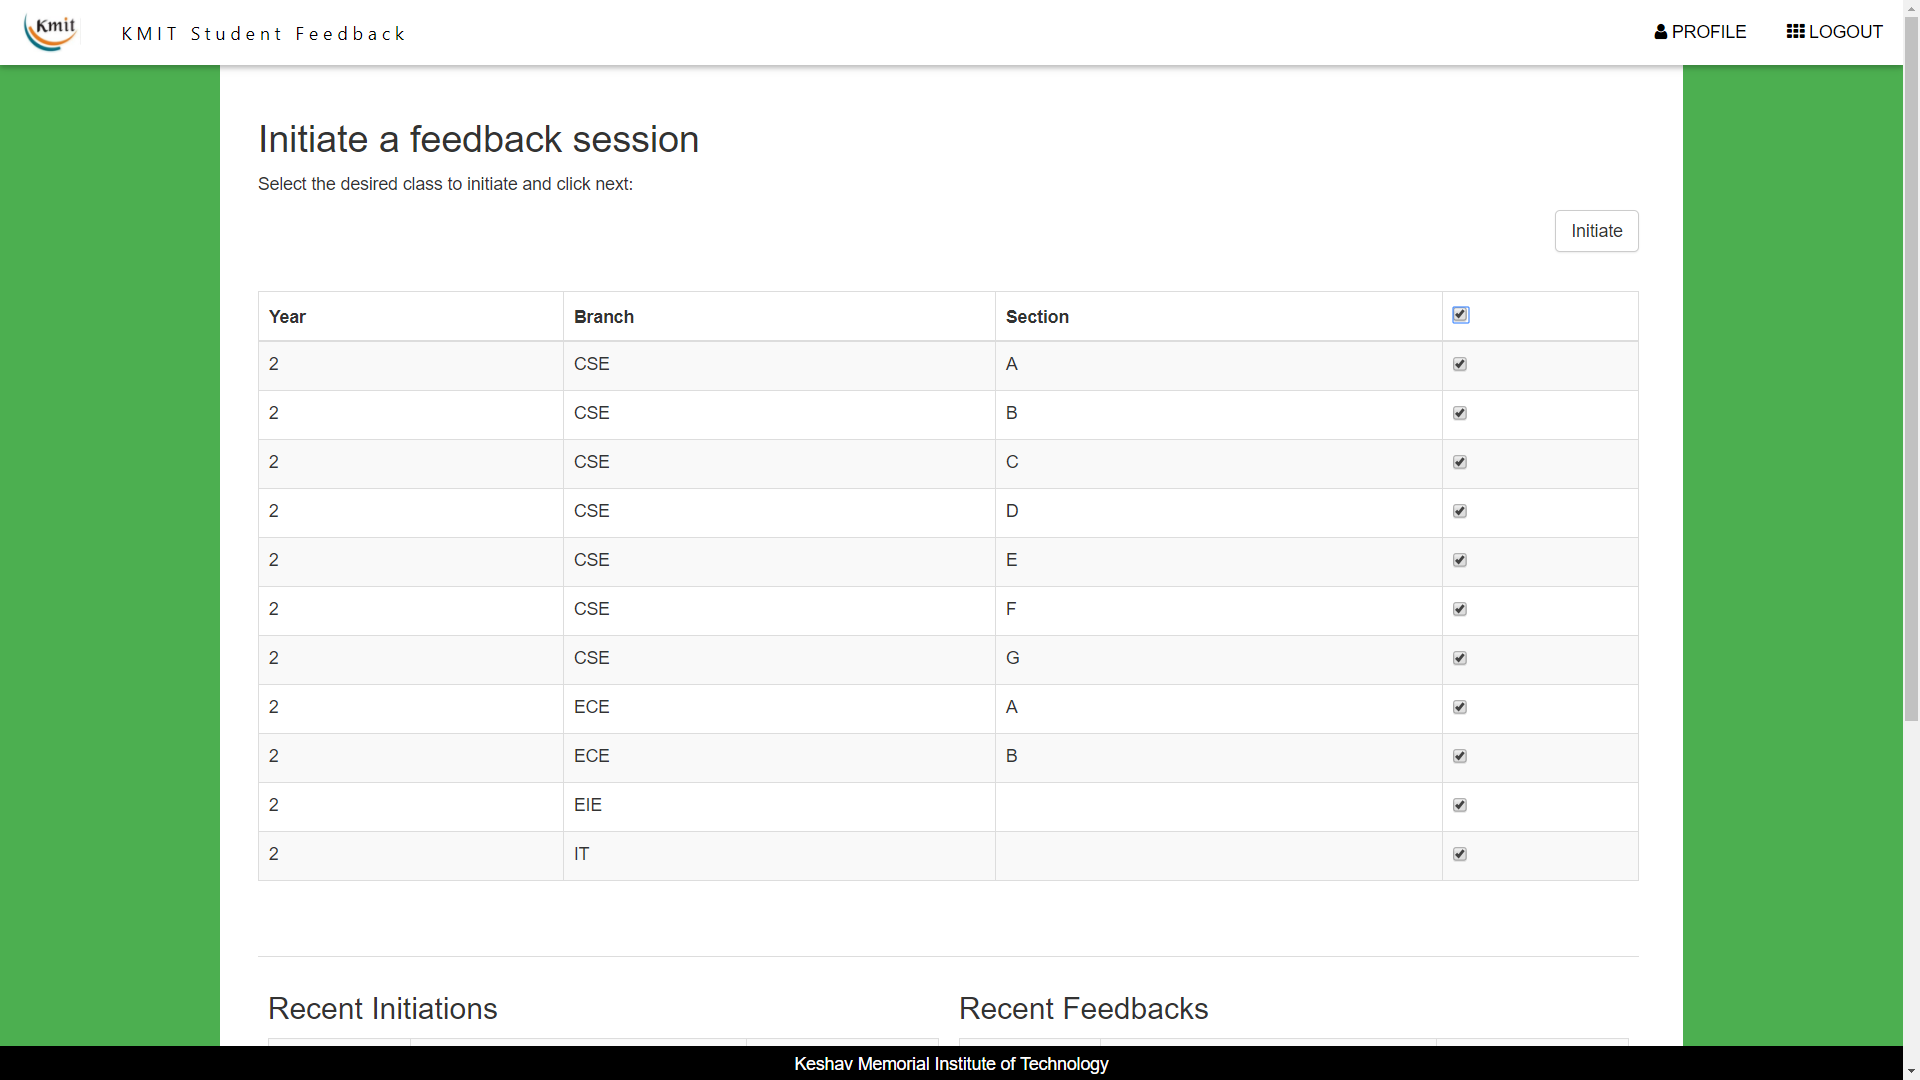 Kmit
KMIT Student Feedback
PROFILE
LOGOUT
Initiate a feedback session
Select the desired class to initiate and click next:
Initiate
Year Branch Section
2 CSE A
2 CSE B
2 CSE C
2 CSE D
2 CSE E
2 CSE F
2 CSE G
2 ECE A
2 ECE B
2 EIE
2 IT
Recent Initiations
Recent Feedbacks
Keshav Memorial Institute of Technology